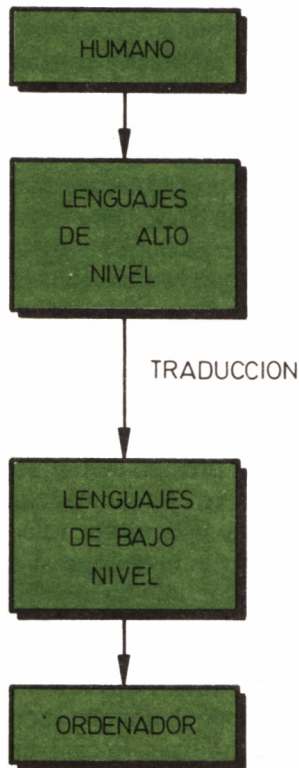 HUMANO
LENGUAJES
DE ALTO
NIVEL
TRADUCCION
LENGUAJES
DE BAJO
NIVEL
ORDENADOR